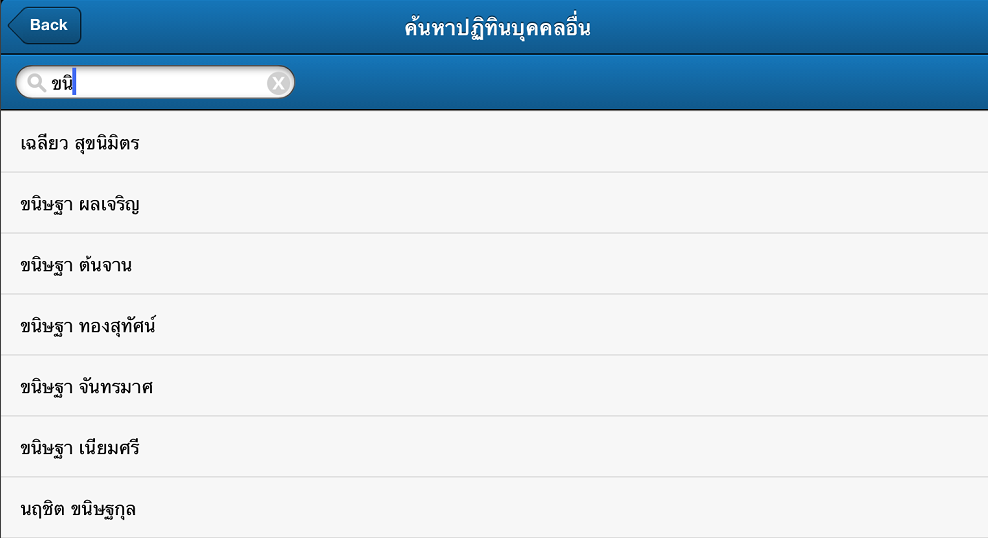 Back
ค้นหาปฏิทินบุคคลอื่น
ขนิ
เฉลียว สุขนิมิตร
ขนิษฐา ผลเจริญ
ขนิษฐา ต้นจาน
ขนิษฐา ทองสุทัศน์
ขนิษฐา จันทรมาศ
ขนิษฐา เนียมศรี
นฤชิต ขนิษฐกุล